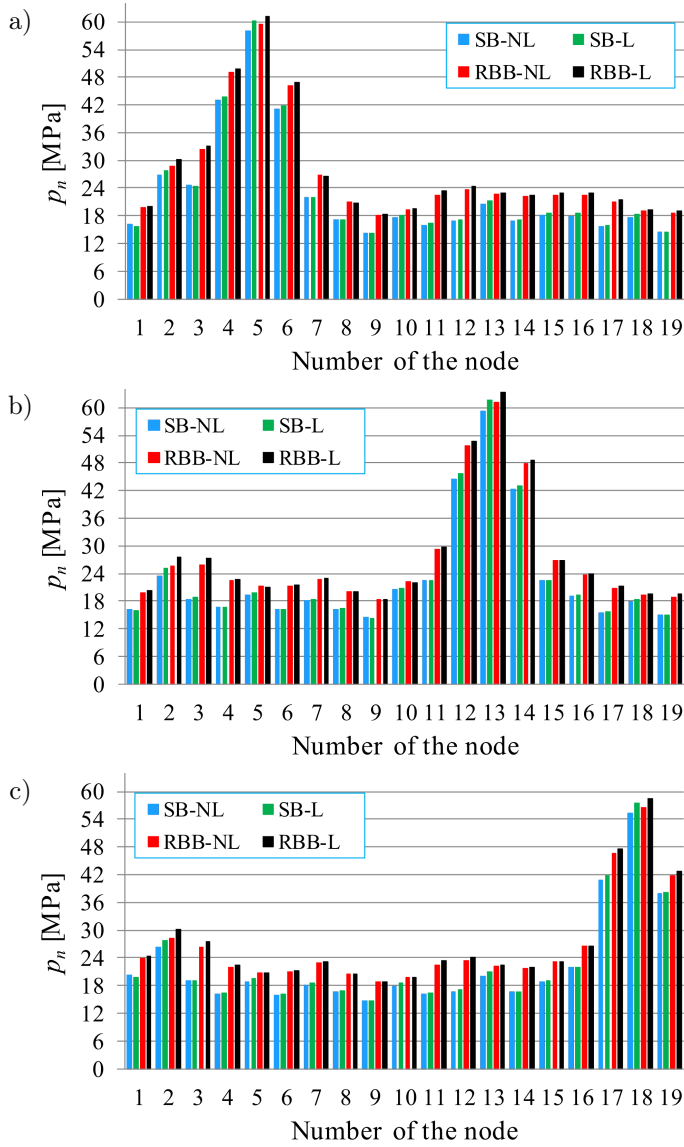 a)
SB-NL SB-L
RBB-NL RBB-L
p_n [MPa]
60
54
48
42
36
30
24
18
12
6
0
1 2 3 4 5 6 7 8 9 10 11 12 13 14 15 16 17 18 19
Number of the node
b)
SB-NL SB-L
RBB-NL RBB-L
p_n [MPa]
60
54
48
42
36
30
24
18
12
6
0
1 2 3 4 5 6 7 8 9 10 11 12 13 14 15 16 17 18 19
Number of the node
c)
SB-NL SB-L
RBB-NL RBB-L
p_n [MPa]
60
54
48
42
36
30
24
18
12
6
0
1 2 3 4 5 6 7 8 9 10 11 12 13 14 15 16 17 18 19
Number of the node